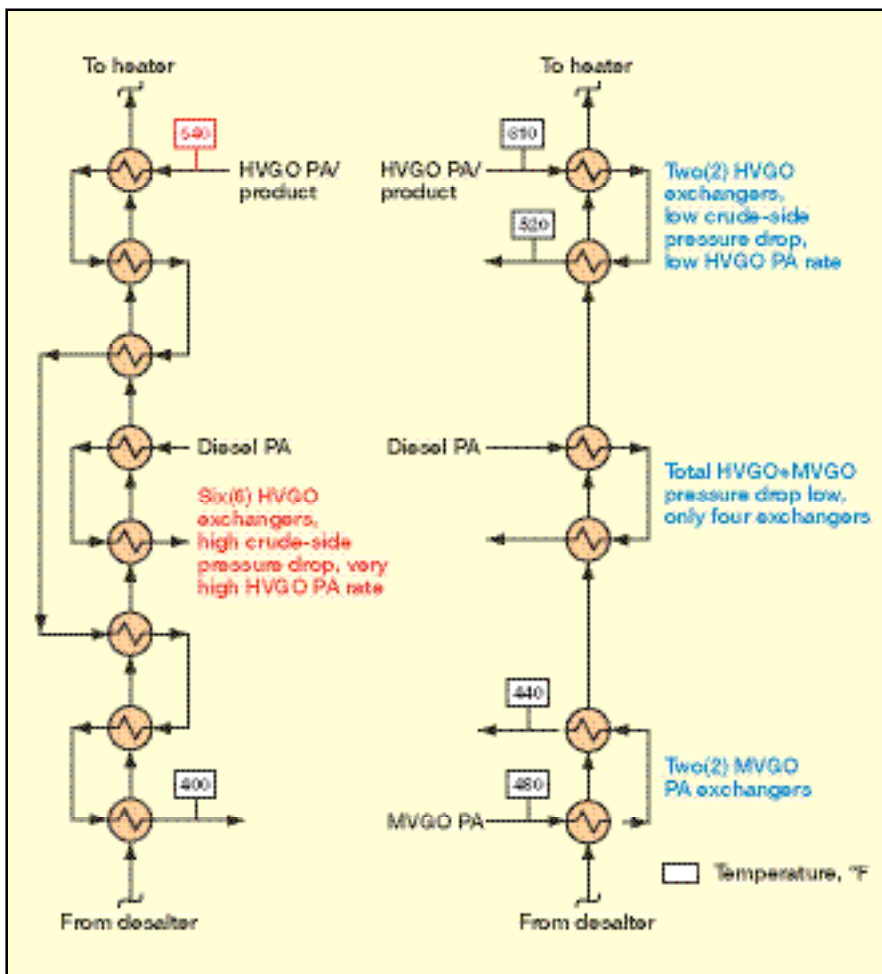 To heater
540
HVGO PA/
product
Diesel PA
Six(6) HVGO
exchangers,
high crude-side
pressure drop, very
high HVGO PA rate
400
From desalter
To heater
610
HVGO PA/
product
520
Two(2) HVGO
exchangers,
low crude-side
pressure drop,
low HVGO PA rate
Diesel PA
Total HVGO+MVGO
pressure drop low,
only four exchangers
440
480
MVGO PA
Two(2) MVGO
PA exchangers
Temperature, °F
From desalter